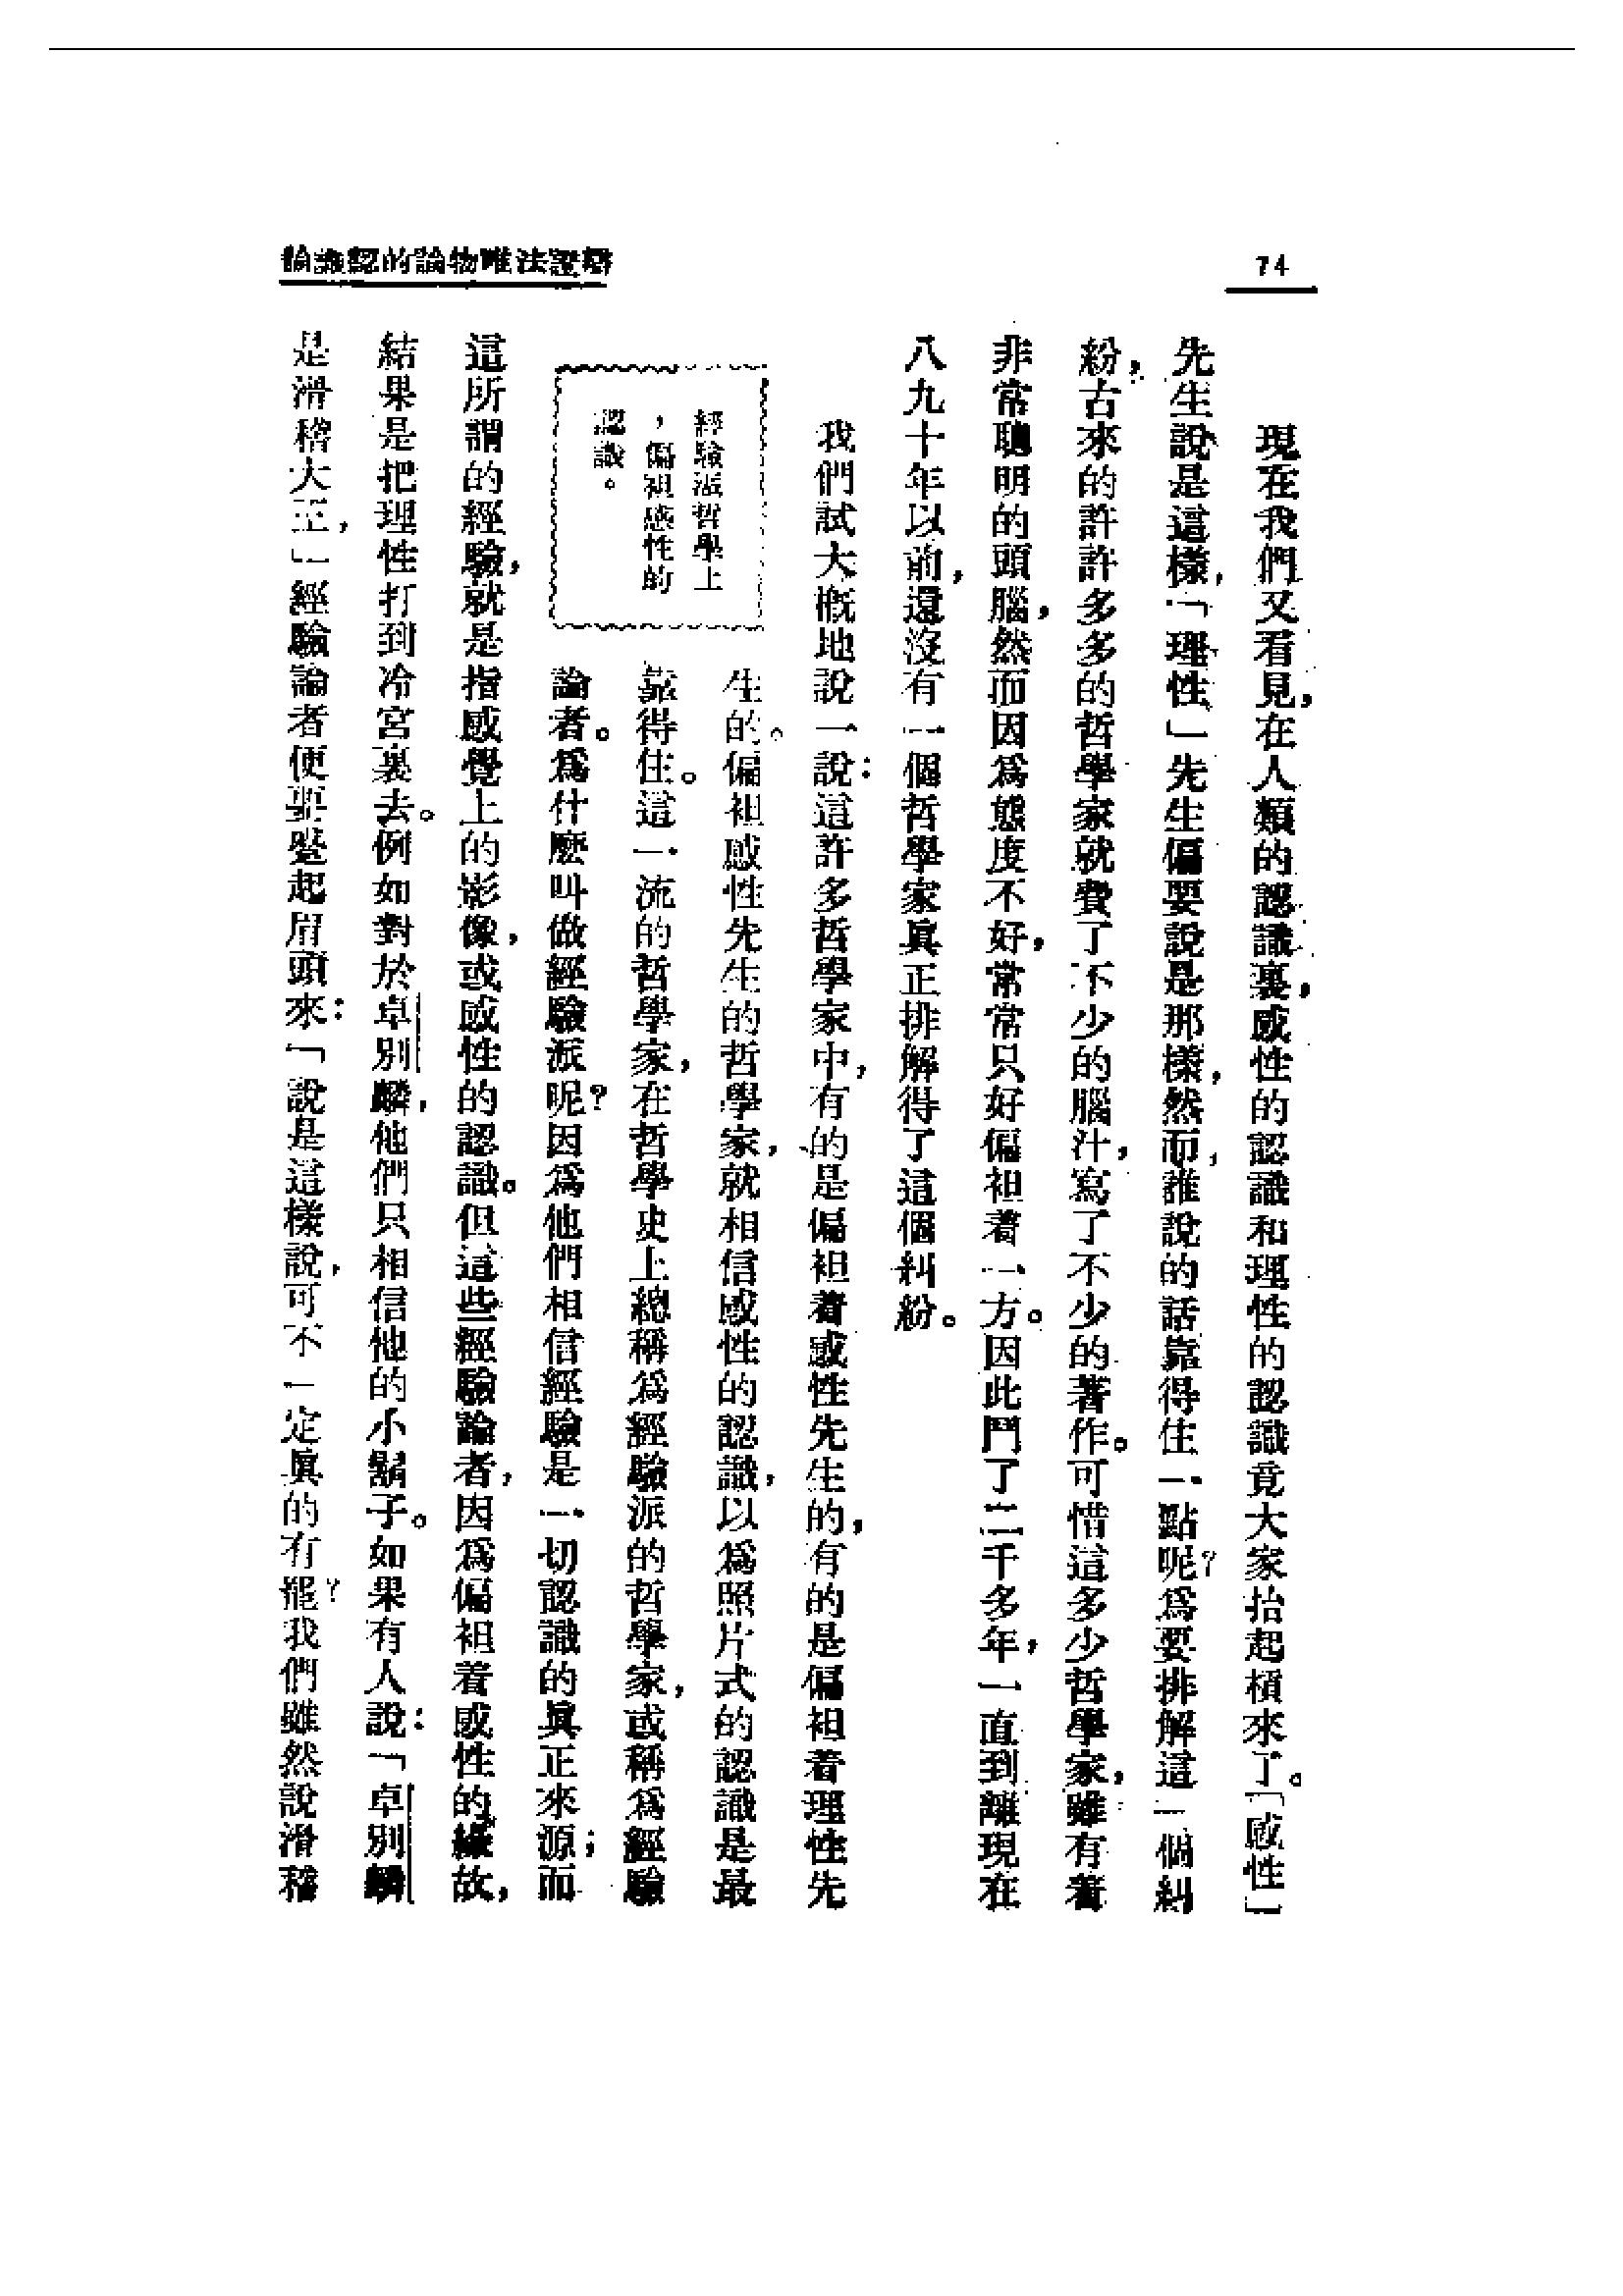 74
論識認的論物唯法證辯
現在我們又看見，在人類的認識裏，感性的認識和理性的認識竟大家抬起槓來了。「感性」
先生說是這樣，「理性」先生偏要說是那樣，然而，誰說的話靠得住一點呢？爲要排解這一個糾
紛，古來的許許多多的哲學家就費了不少的腦汁，寫了不少的著作。可惜這多少哲學家，雖有着
非常聰明的頭腦，然而因爲態度不好，常常只好偏袒着一方。因此鬥了二千多年，一直到離現在
八九十年以前，還沒有一個哲學家眞正排解得了這個糾紛。
我們試大槪地說一說：這許多哲學家中，有的是偏袒着感性先生的，有的是偏袒着理性先
生的。偏袒感性先生的哲學家，就相信感性的認識，以爲照片式的認識是最
靠得住。這一流的哲學家，在哲學史上總稱爲經驗派的哲學家，或稱爲經驗
論者。爲什麼叫做經驗派呢？因爲他們相信經驗是一切認識的眞正來源；而
經驗派哲學上
，偏袒感性的
認識。
這所謂的經驗，就是指感覺上的影像，或感性的認識。但這些經驗論者，因爲偏袒着感性的緣故，
結果是把理性打到冷宮裏去。例如對於卓別麟，他們只相信他的小鬍子。如果有人說：「卓別麟
是滑稽大王，」經驗論者便要蹙起眉頭來：「說是這樣說，可不一定眞的有罷？我們雖然說滑稽